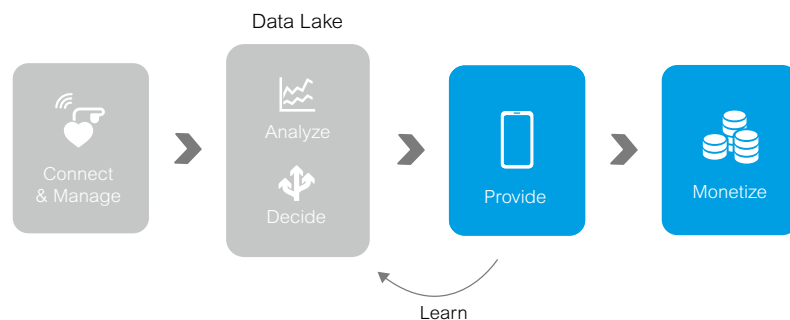 Data Lake
Connect
& Manage
Analyze
Decide
Provide
Monetize
Learn